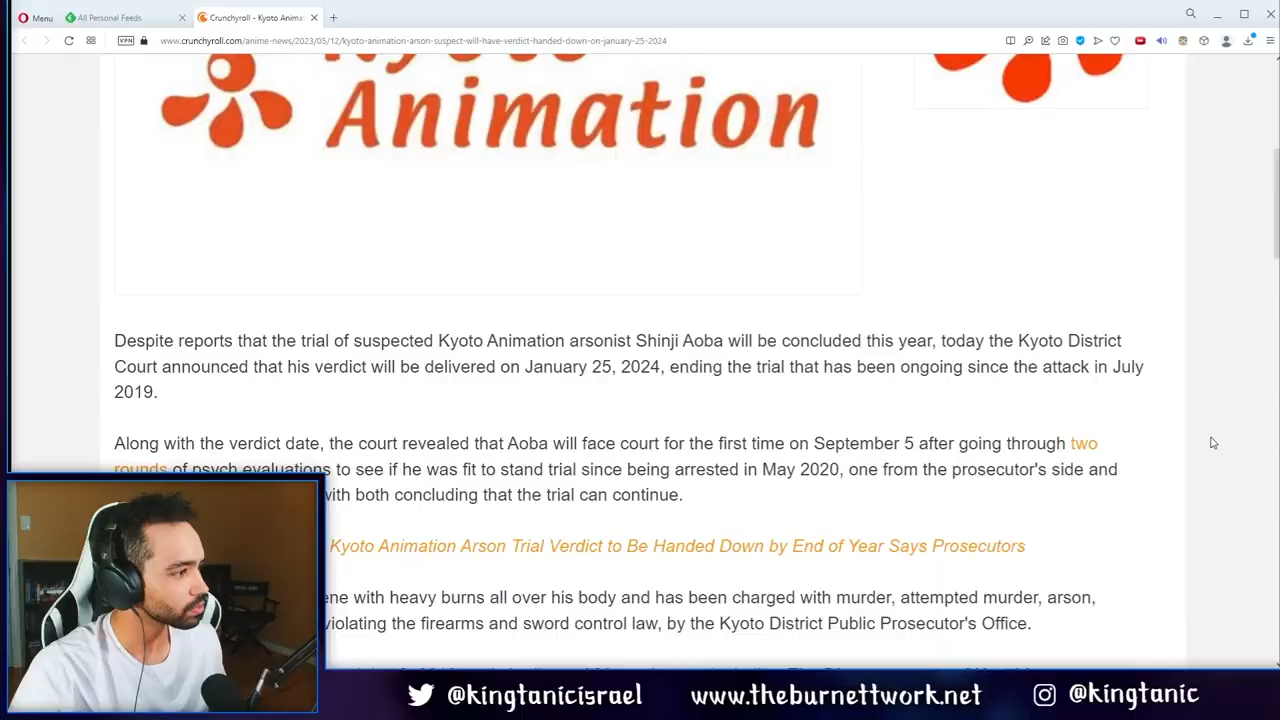 Menu
All Personal Feeds
Crunchyroll - Kyoto Anima
VPN
www.crunchyroll.com/anime-news/2023/05/12/kyoto-animation-arson-suspect-will-have-verdict-handed-down-on-january-25-2024
Kyoto
Animation
Despite reports that the trial of suspected Kyoto Animation arsonist Shinji Aoba will be concluded this year, today the Kyoto District
Court announced that his verdict will be delivered on January 25, 2024, ending the trial that has been ongoing since the attack in July
2019.
Along with the verdict date, the court revealed that Aoba will face court for the first time on September 5 after going through two
rounds of psych evaluations to see if he was fit to stand trial since being arrested in May 2020, one from the prosecutor's side and
with both concluding that the trial can continue.
Kyoto Animation Arson Trial Verdict to Be Handed Down by End of Year Says Prosecutors
ene with heavy burns all over his body and has been charged with murder, attempted murder, arson,
violating the firearms and sword control law, by the Kyoto District Public Prosecutor's Office.
@kingtanicisrael
www.theburnettwork.net
@kingtanic